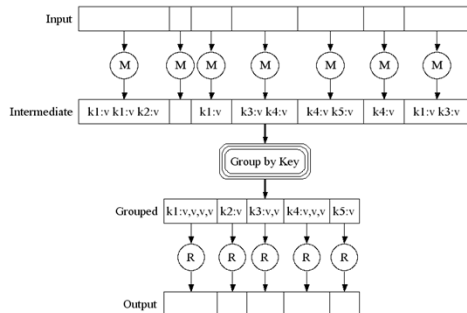 Input
M M M M M M M
Intermediate k1:v k1:v k2:v k1:v k3:v k4:v k4:v k5:v k4:v k1:v k3:v
Group by Key
Grouped k1:v,v,v,v k2:v k3:v,v k4:v,v,v k5:v
R R R R R
Output